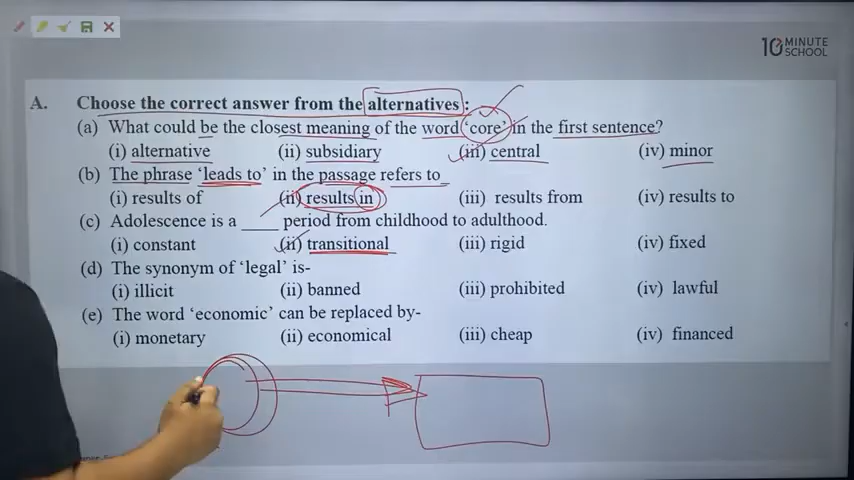 10 MINUTE SCHOOL
A. Choose the correct answer from the alternatives :
(a) What could be the closest meaning of the word ‘core’ in the first sentence?
(i) alternative (ii) subsidiary (iii) central (iv) minor
(b) The phrase ‘leads to’ in the passage refers to
(i) results of (ii) results in (iii) results from (iv) results to
(c) Adolescence is a ____ period from childhood to adulthood.
(i) constant (ii) transitional (iii) rigid (iv) fixed
(d) The synonym of ‘legal’ is-
(i) illicit (ii) banned (iii) prohibited (iv) lawful
(e) The word ‘economic’ can be replaced by-
(i) monetary (ii) economical (iii) cheap (iv) financed